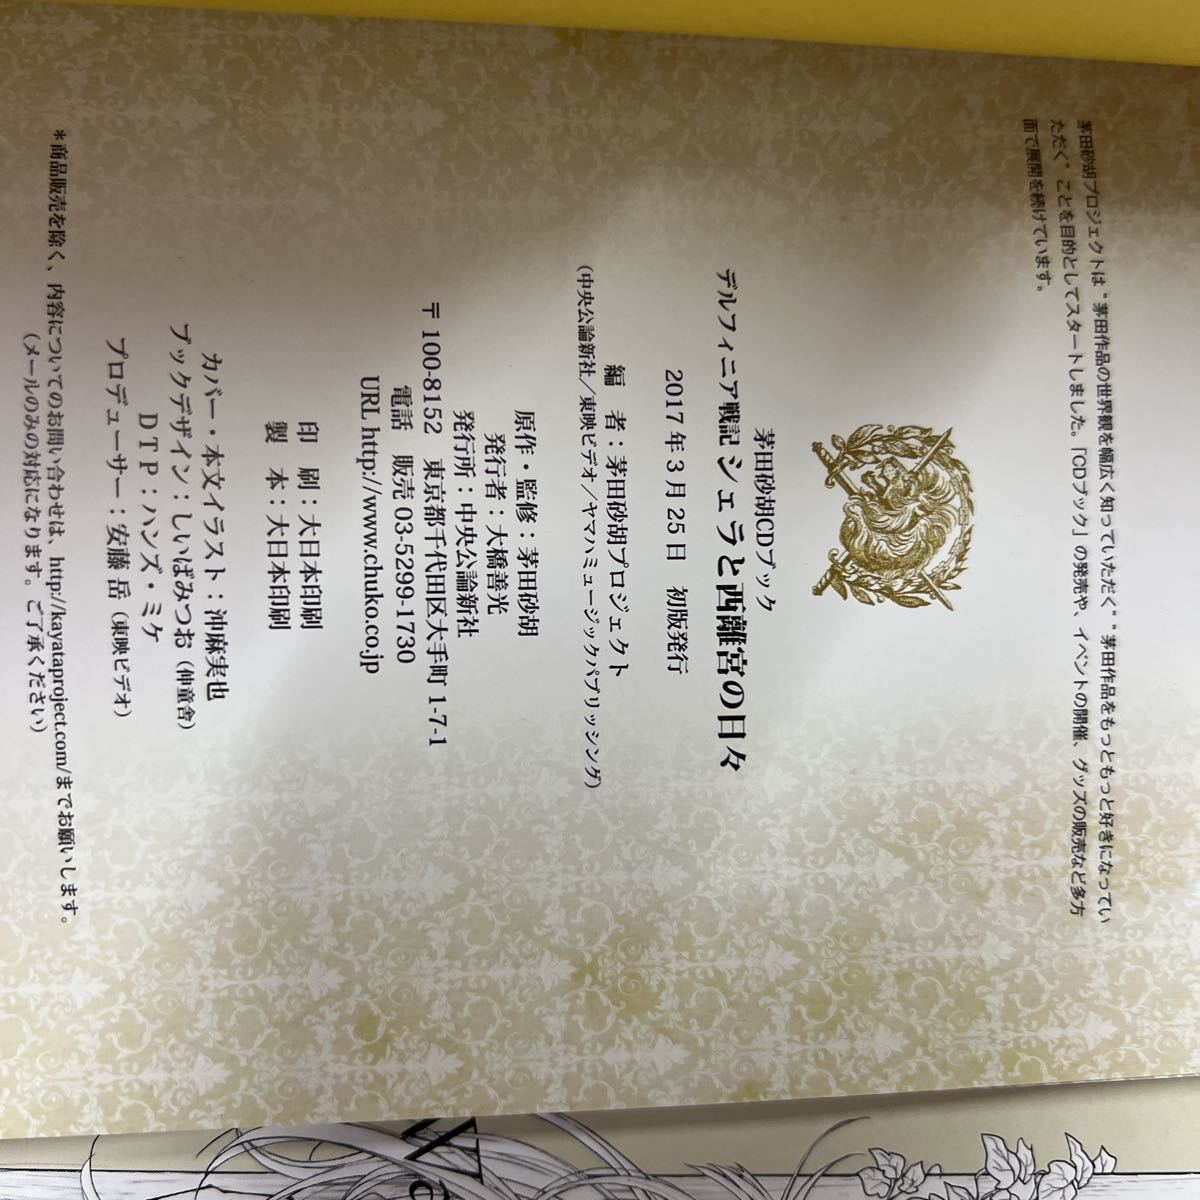 茅田砂胡プロジェクトは“茅田作品の世界観を幅広く知っていただく”“茅田作品をもっともっと好きになってい
ただく”ことを目的としてスタートしました。「CDブック」の発売や、イベントの開催、グッズの販売など多方
面で展開を続けています。
茅田砂胡CDブック
デルフィニア戦記 シェラと西離宮の日々
2017年3月25日　初版発行
編　者：茅田砂胡プロジェクト
(中央公論新社／東映ビデオ／ヤマハミュージックパブリッシング)
原作・監修：茅田砂胡
発行者：大橋善光
発行所：中央公論新社
〒100-8152　東京都千代田区大手町1-7-1
電話　販売 03-5299-1730
URL http://www.chuko.co.jp
印　刷：大日本印刷
製　本：大日本印刷
カバー・本文イラスト：沖麻実也
ブックデザイン：しいばみつお（伸童舎）
DTP：ハンズ・ミケ
プロデューサー：安藤 岳（東映ビデオ）
＊商品販売を除く、内容についてのお問い合わせは、http://kayataproject.com/までお願いします。
（メールのみの対応になります。ご了承ください）